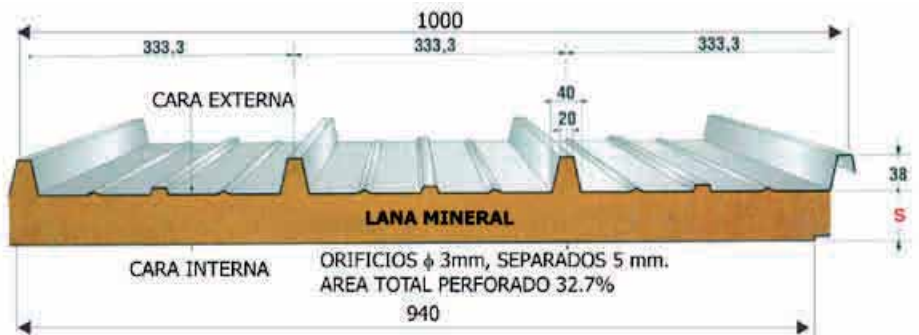 1000
333,3 333,3 333,3
CARA EXTERNA
40
20
38
S
LANA MINERAL
CARA INTERNA
ORIFICIOS ϕ 3mm, SEPARADOS 5 mm.
AREA TOTAL PERFORADO 32.7%
940